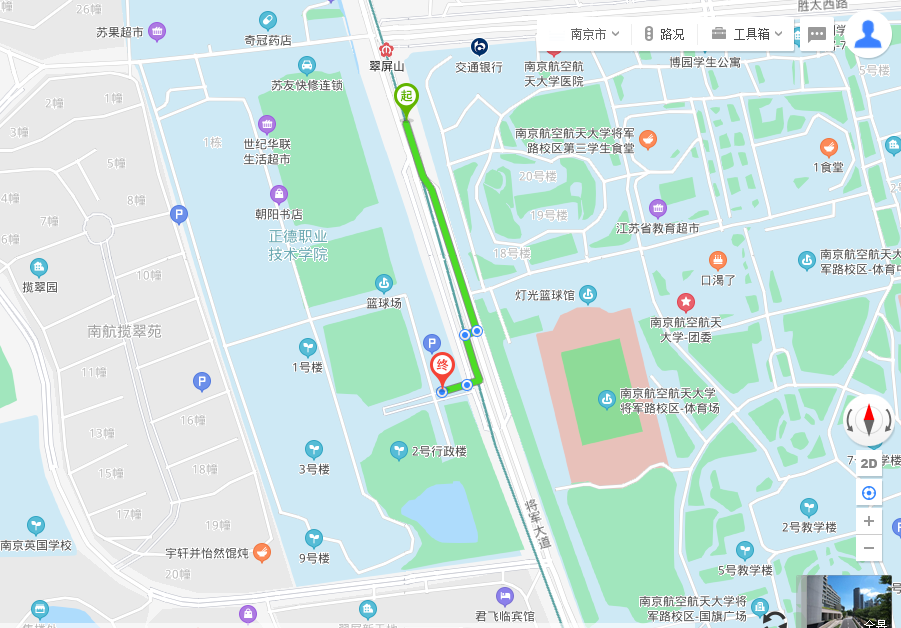 26幢
苏果超市
奇冠药店
胜太西路
南京市
路况
工具箱
翠屏山
交通银行
南京航空航
天大学医院
博园学生公寓
5号楼
苏友快修连锁
起
2幢
1幢
3幢
1栋
世纪华联
生活超市
南京航空航天大学将军
路校区第三学生食堂
1食堂
5幢
20号楼
4幢
8幢
朝阳书店
7幢
19号楼
江苏省教育超市
6幢
正德职业
技术学院
18号楼
南京航空航天大
军路校区-体育中
揽翠园
10幢
口渴了
篮球场
灯光篮球馆
南京航空航天
大学-团委
南航揽翠苑
P
P
P
1号楼
终
11幢
南京航空航天大学
将军路校区-体育场
16幢
13幢
2号行政楼
2D
15幢
18幢
3号楼
将军大道
17幢
19幢
2号教学楼
南京英国学校
宇轩井怡然馄炖
9号楼
20幢
5号教学楼
君飞临宾馆
南京航空航天大学将
军路校区-国旗广场
全景